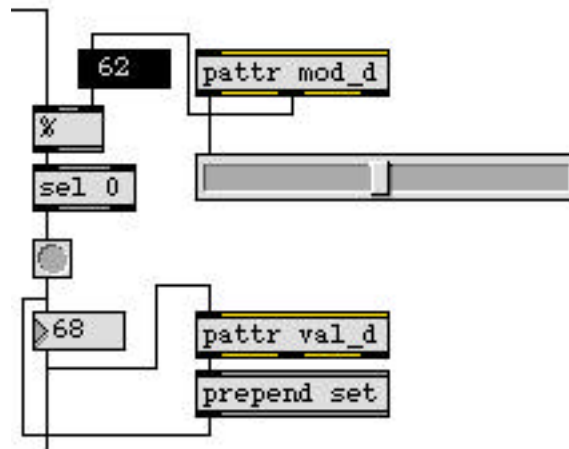 62
pattr mod_d
%
sel 0
68
pattr val_d
prepend set